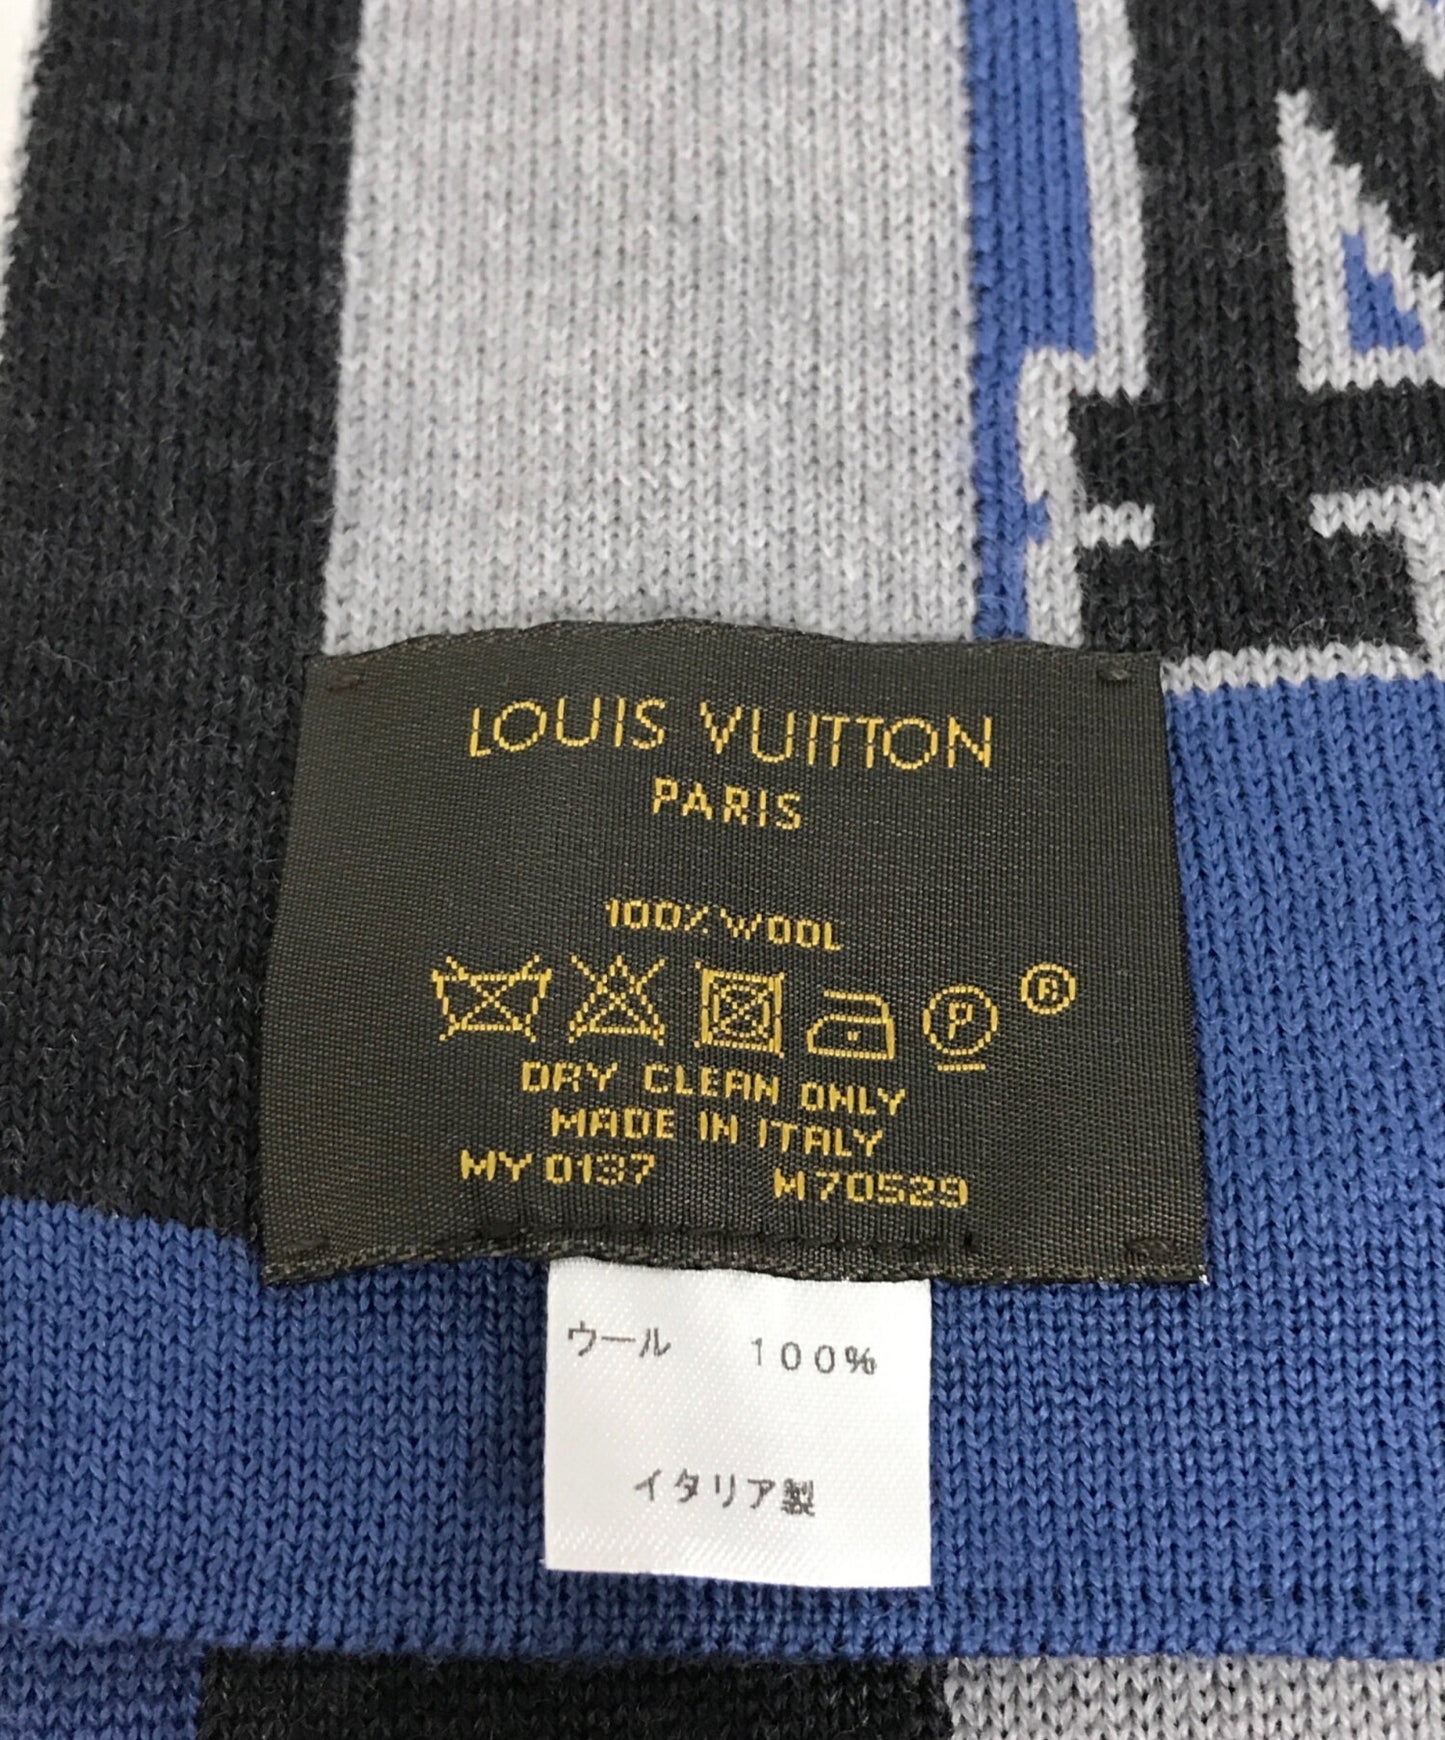 LOUIS VUITTON
PARIS
100% WOOL
P ®
DRY CLEAN ONLY
MADE IN ITALY
MY 0137 M70529
ウール 100%
イタリア製